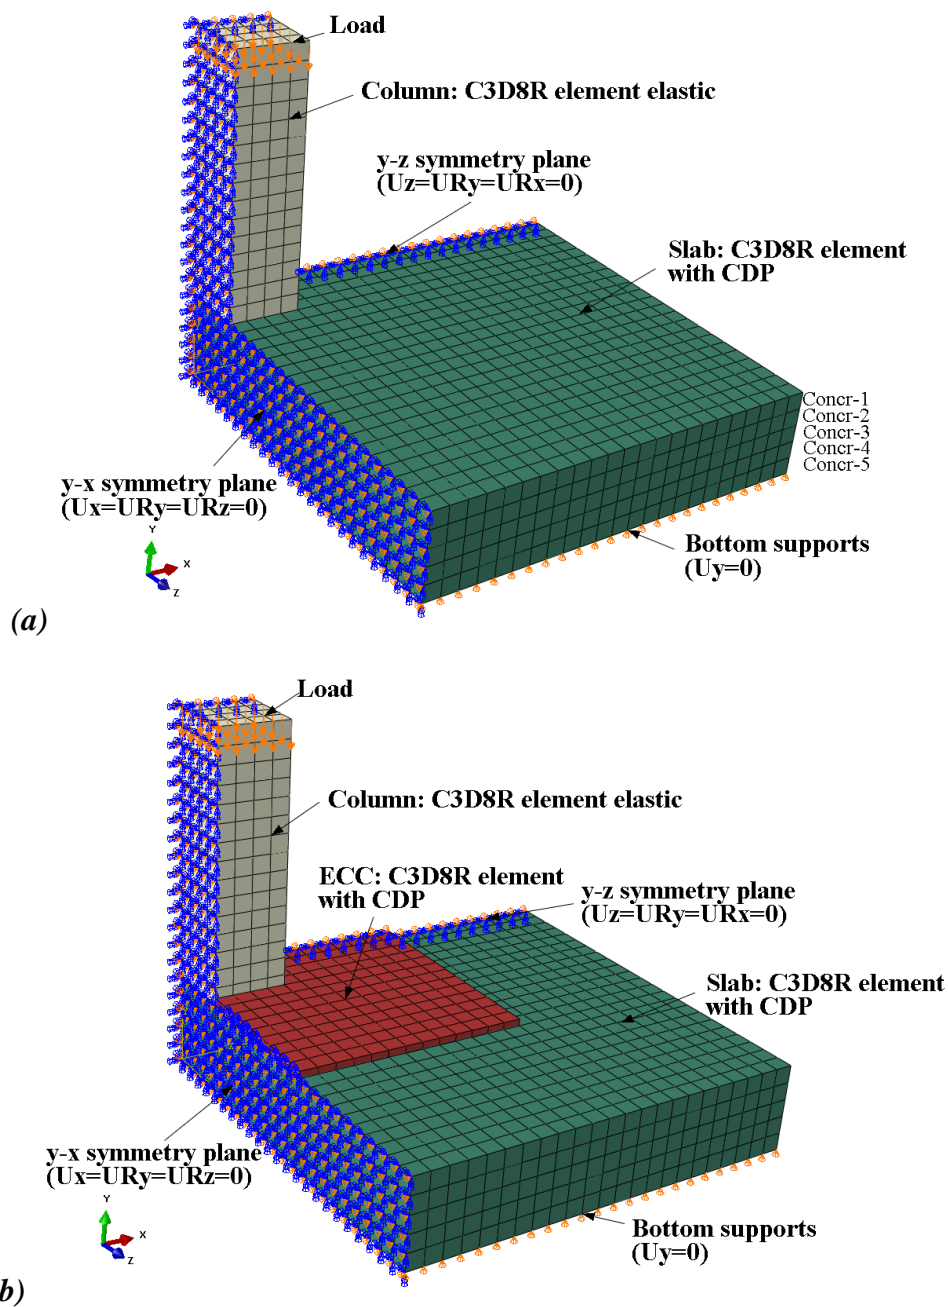 Load
Column: C3D8R element elastic
y-z symmetry plane
(Uz=URy=URx=0)
Slab: C3D8R element
with CDP
Concr-1
Concr-2
Concr-3
Concr-4
Concr-5
y-x symmetry plane
(Ux=URy=URz=0)
Bottom supports
(Uy=0)
Y
X
Z
(a)
Load
Column: C3D8R element elastic
ECC: C3D8R element
with CDP
y-z symmetry plane
(Uz=URy=URx=0)
Slab: C3D8R element
with CDP
y-x symmetry plane
(Ux=URy=URz=0)
Bottom supports
(Uy=0)
Y
X
Z
b)